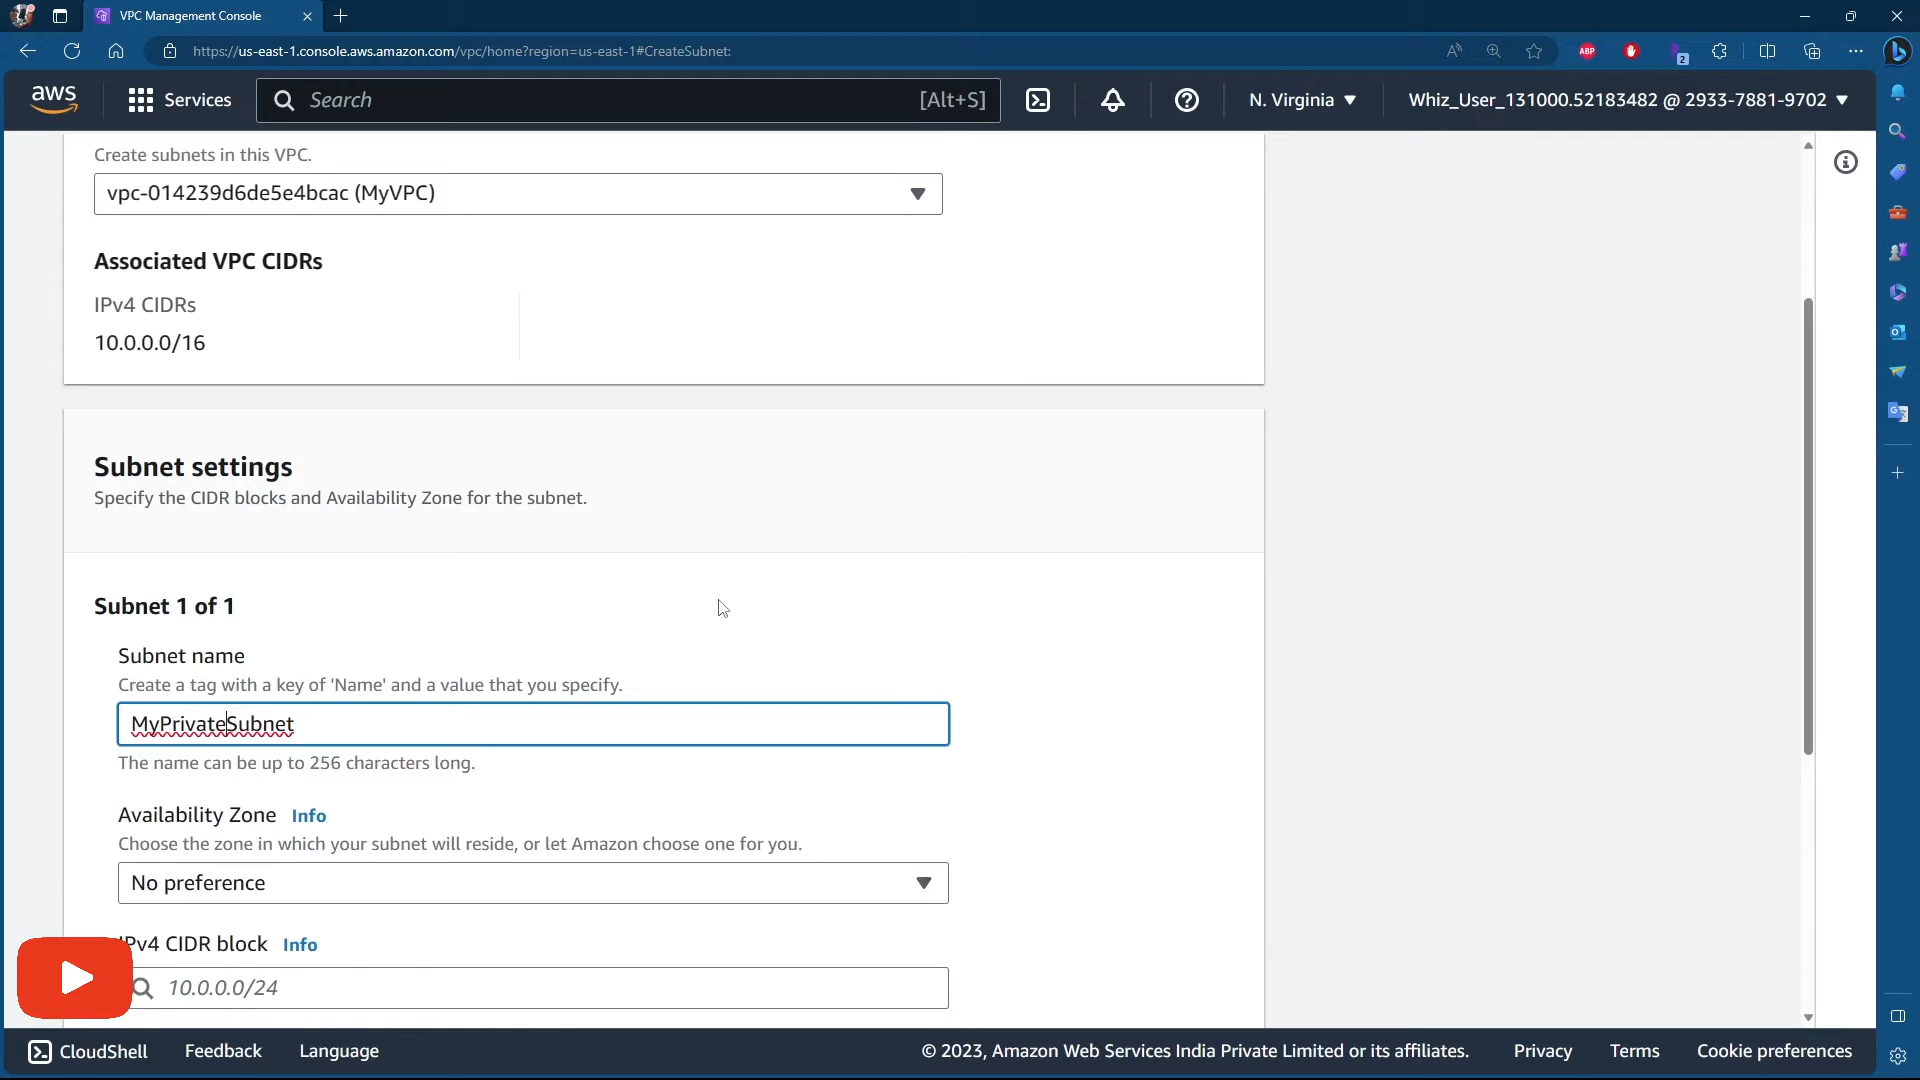 VPC Management Console
https://us-east-1.console.aws.amazon.com/vpc/home?region=us-east-1#CreateSubnet:
ABP
2
aws
Services
Search
[Alt+S]
N. Virginia
Whiz_User_131000.52183482 @ 2933-7881-9702
Create subnets in this VPC.
vpc-014239d6de5e4bcac (MyVPC)
Associated VPC CIDRs
IPv4 CIDRs
10.0.0.0/16
Subnet settings
Specify the CIDR blocks and Availability Zone for the subnet.
Subnet 1 of 1
Subnet name
Create a tag with a key of 'Name' and a value that you specify.
MyPrivateSubnet
The name can be up to 256 characters long.
Availability Zone Info
Choose the zone in which your subnet will reside, or let Amazon choose one for you.
No preference
IPv4 CIDR block Info
10.0.0.0/24
CloudShell
Feedback
Language
© 2023, Amazon Web Services India Private Limited or its affiliates.
Privacy
Terms
Cookie preferences